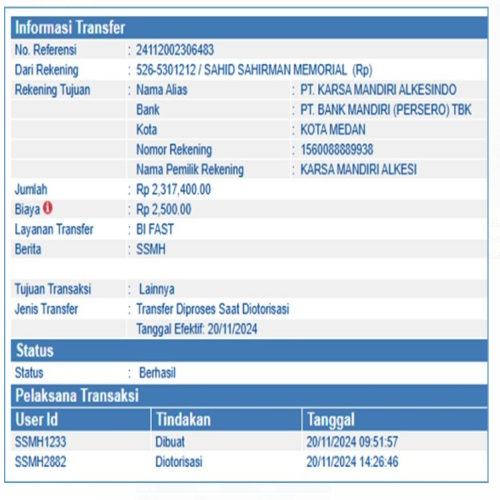 Informasi Transfer
No. Referensi : 24112002306483
Dari Rekening : 526-5301212 / SAHID SAHIRMAN MEMORIAL (Rp)
Rekening Tujuan : Nama Alias : PT. KARSA MANDIRI ALKESINDO
Bank : PT. BANK MANDIRI (PERSERO) TBK
Kota : KOTA MEDAN
Nomor Rekening : 1560088889938
Nama Pemilik Rekening : KARSA MANDIRI ALKESI
Jumlah : Rp 2,317,400.00
Biaya : Rp 2,500.00
Layanan Transfer : BI FAST
Berita : SSMH
Tujuan Transaksi : Lainnya
Jenis Transfer : Transfer Diproses Saat Diotorisasi
Tanggal Efektif: 20/11/2024
Status
Status : Berhasil
Pelaksana Transaksi
User Id Tindakan Tanggal
SSMH1233 Dibuat 20/11/2024 09:51:57
SSMH2882 Diotorisasi 20/11/2024 14:26:46